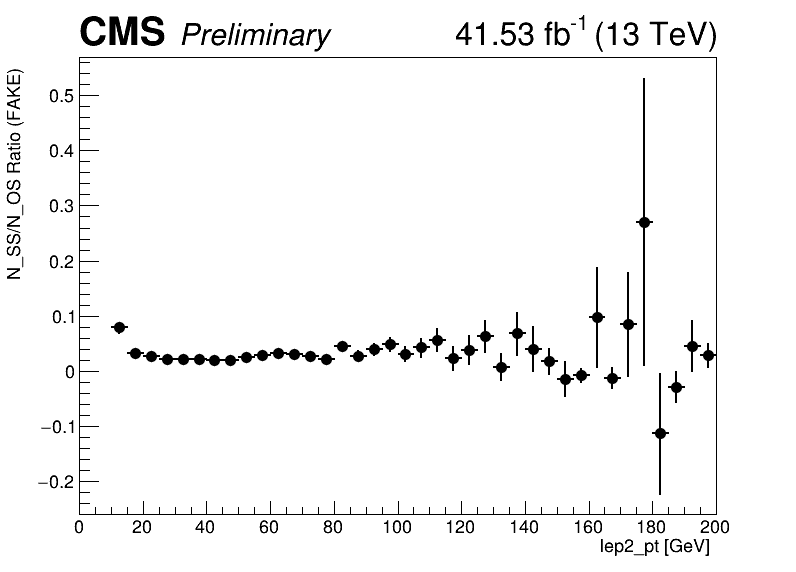 CMS Preliminary 41.53 fb⁻¹ (13 TeV)
N_SS/N_OS Ratio (FAKE)
0.5
0.4
0.3
0.2
0.1
0
−0.1
−0.2
0 20 40 60 80 100 120 140 160 180 200
lep2_pt [GeV]